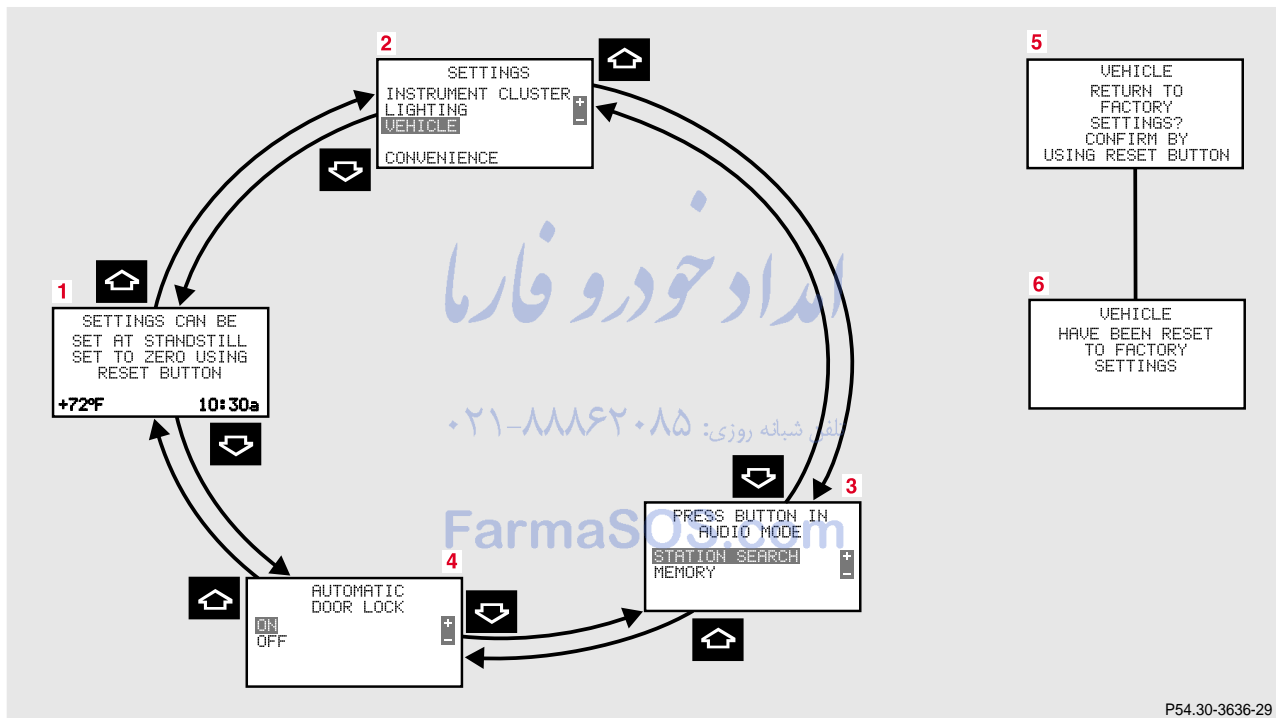 2
SETTINGS
INSTRUMENT CLUSTER
LIGHTING
VEHICLE
CONVENIENCE
+
−
1
SETTINGS CAN BE
SET AT STANDSTILL
SET TO ZERO USING
RESET BUTTON
+72°F 10:30a
4
AUTOMATIC
DOOR LOCK
ON
OFF
+
−
3
PRESS BUTTON IN
AUDIO MODE
STATION SEARCH
MEMORY
+
−
5
VEHICLE
RETURN TO
FACTORY
SETTINGS?
CONFIRM BY
USING RESET BUTTON
6
VEHICLE
HAVE BEEN RESET
TO FACTORY
SETTINGS
امداد خودرو فارما
تلفن شبانه روزی: ۰۲۱-۸۸۸۶۲۰۸۵
FarmaSOS.com
P54.30-3636-29